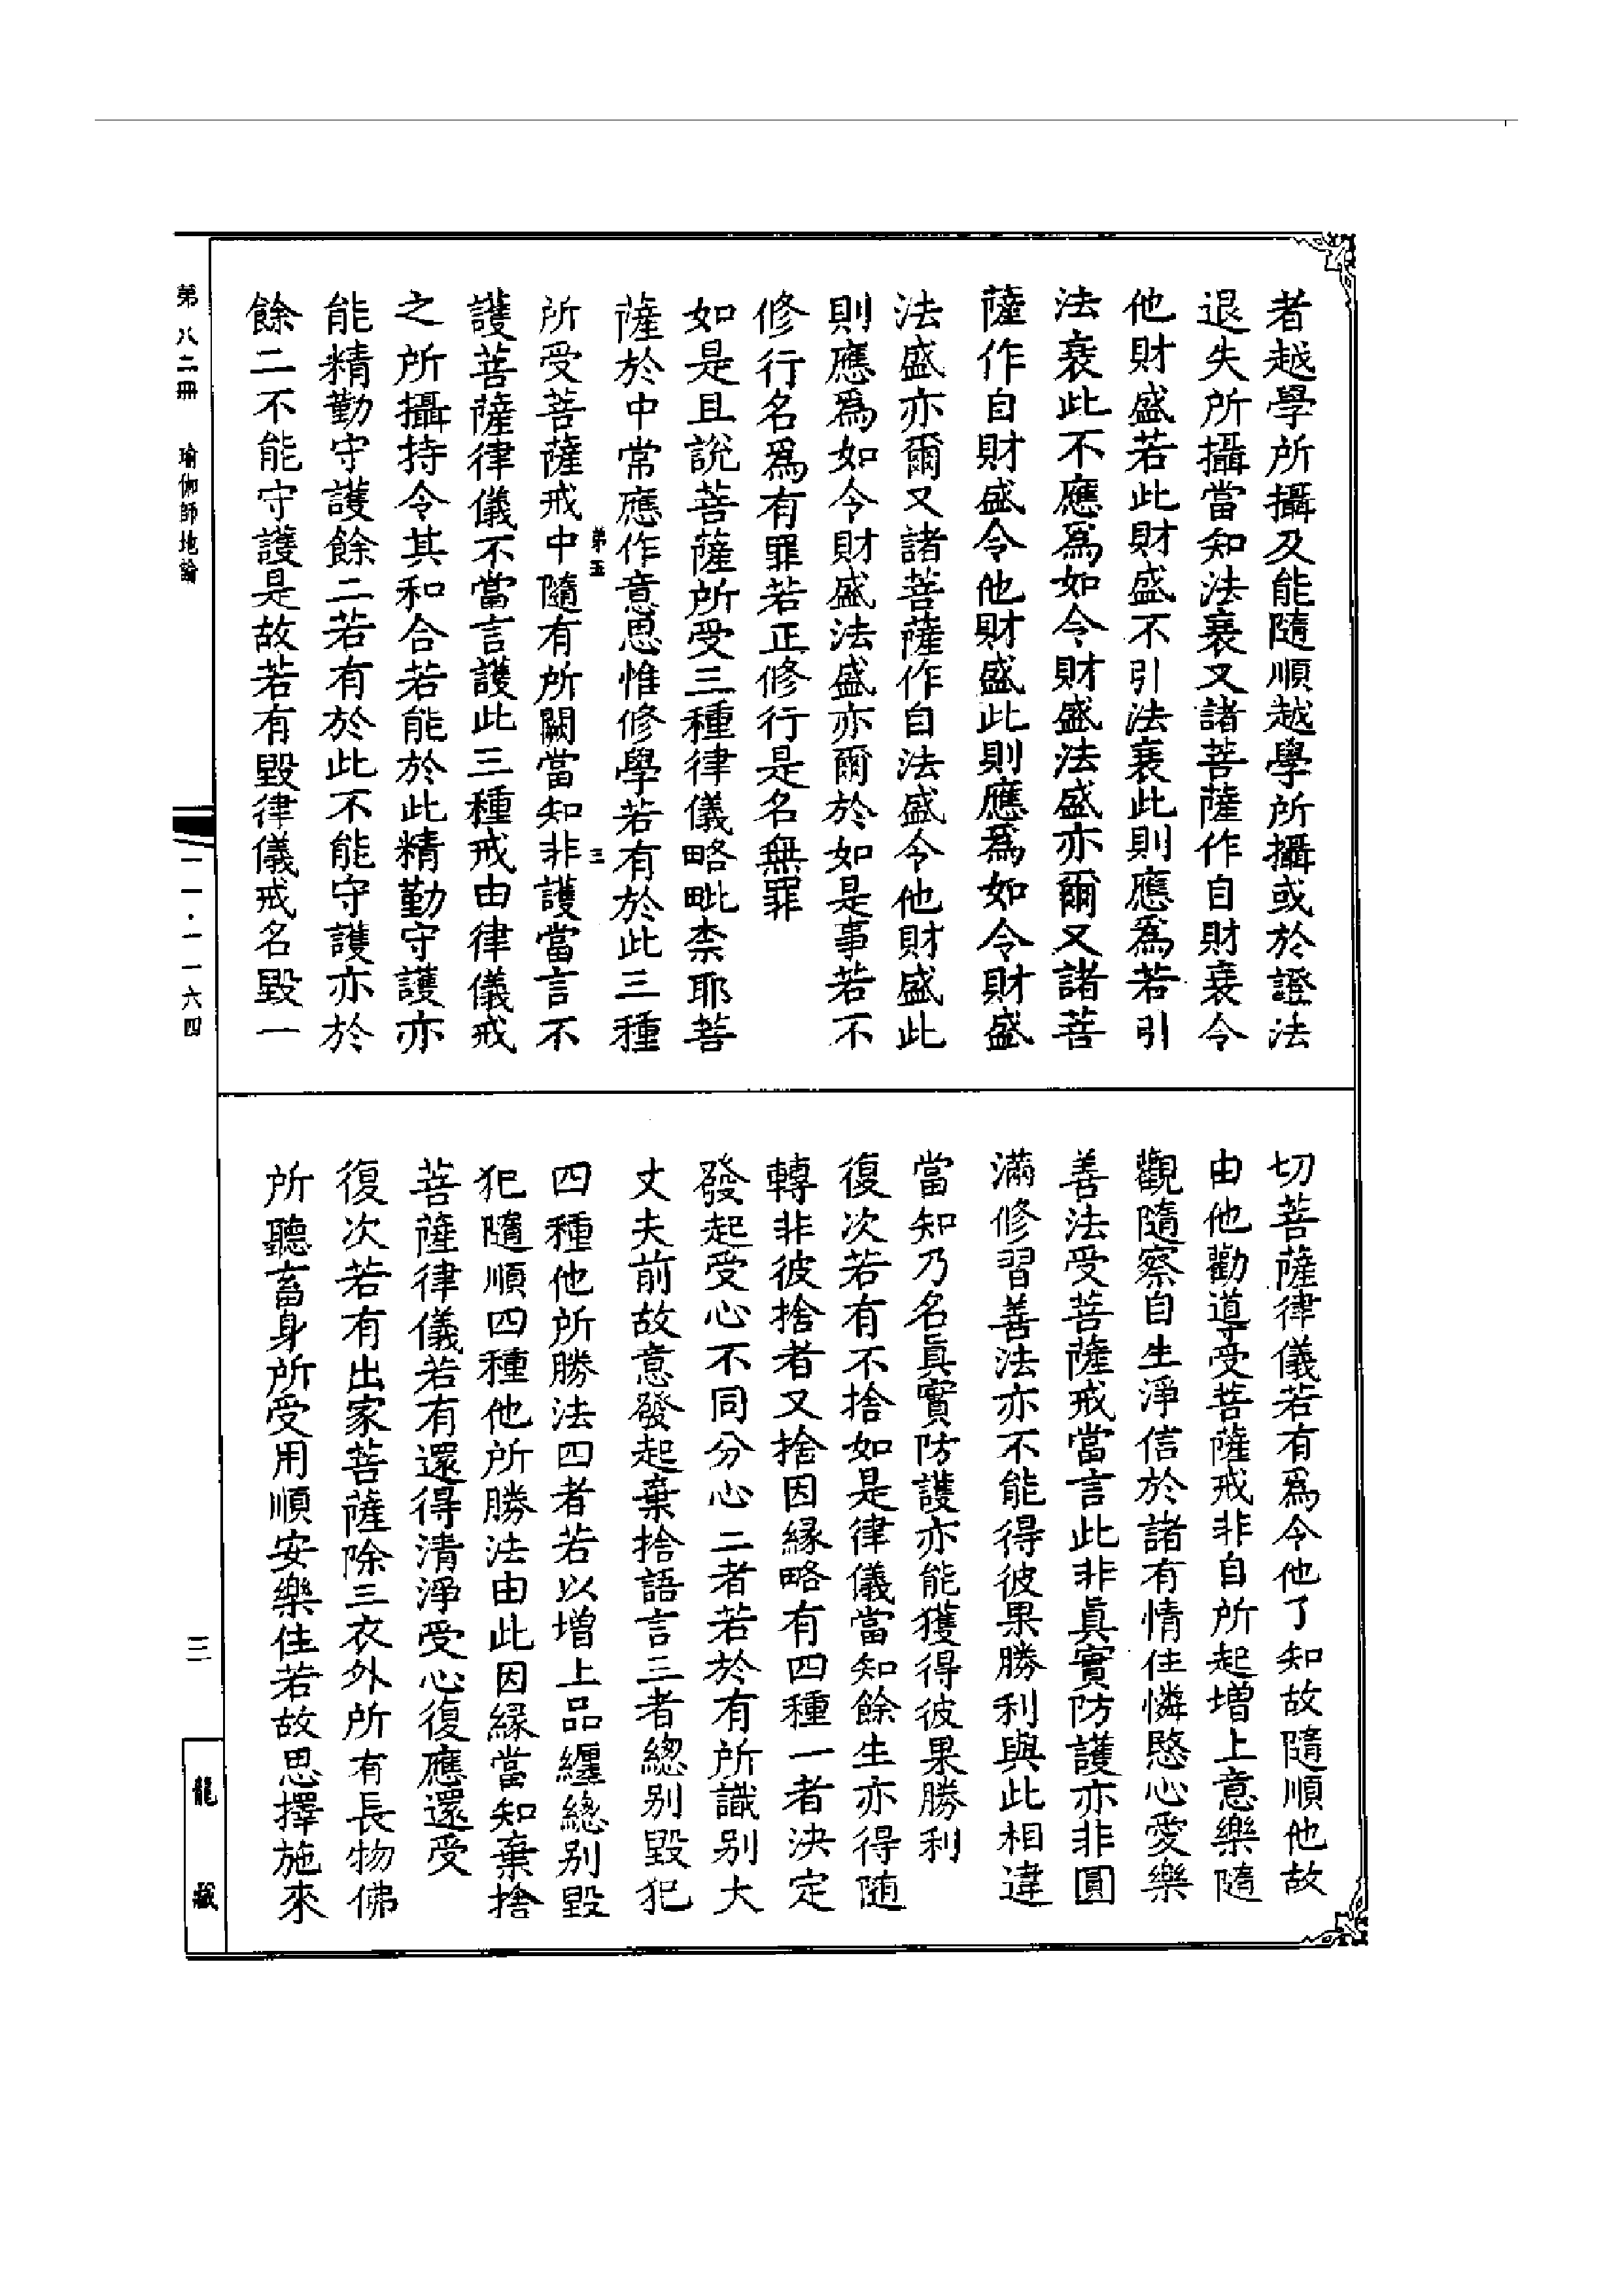 者越學所攝及能隨順越學所攝或於證法
退失所攝當知法衰又諸菩薩作自財衰令
他財盛若此財盛不引法衰此則應爲若引
法衰此不應爲如令財盛法盛亦爾又諸菩
薩作自財盛令他財盛此則應爲如令財盛
法盛亦爾又諸菩薩作自法盛令他財盛此
則應爲如令財盛法盛亦爾於如是事若不
修行名爲有罪若正修行是名無罪
如是且說菩薩所受三種律儀略毗柰耶菩
薩於中常應作意思惟修學若有於此三種
第五 三
所受菩薩戒中隨有所闕當知非護當言不
護菩薩律儀不當言護此三種戒由律儀戒
之所攝持令其和合若能於此精勤守護亦
能精勤守護餘二若有於此不能守護亦於
餘二不能守護是故若有毀律儀戒名毀一
切菩薩律儀若有爲令他了知故隨順他故
由他勸導受菩薩戒非自所起增上意樂隨
觀隨察自生淨信於諸有情住憐愍心愛樂
善法受菩薩戒當言此非眞實防護亦非圓
滿修習善法亦不能得彼果勝利與此相違
當知乃名眞實防護亦能獲得彼果勝利
復次若有不捨如是律儀當知餘生亦得随
轉非彼捨者又捨因縁略有四種一者決定
發起受心不同分心二者若於有所識别大
丈夫前故意發起棄捨語言三者總别毀犯
四種他所勝法四者若以增上品纒總别毀
犯隨順四種他所勝法由此因縁當知棄捨
菩薩律儀若有還得清淨受心復應還受
復次若有出家菩薩除三衣外所有長物佛
所聽畜身所受用順安樂住若故思擇施來
第八二冊 瑜伽師地論
一一·一一六四
三
龍藏